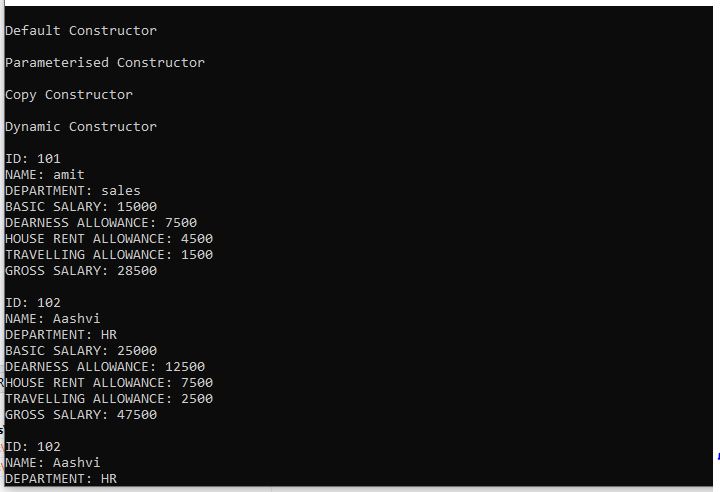 Default Constructor
Parameterised Constructor
Copy Constructor
Dynamic Constructor
ID: 101
NAME: amit
DEPARTMENT: sales
BASIC SALARY: 15000
DEARNESS ALLOWANCE: 7500
HOUSE RENT ALLOWANCE: 4500
TRAVELLING ALLOWANCE: 1500
GROSS SALARY: 28500
ID: 102
NAME: Aashvi
DEPARTMENT: HR
BASIC SALARY: 25000
DEARNESS ALLOWANCE: 12500
HOUSE RENT ALLOWANCE: 7500
TRAVELLING ALLOWANCE: 2500
GROSS SALARY: 47500
ID: 102
NAME: Aashvi
DEPARTMENT: HR